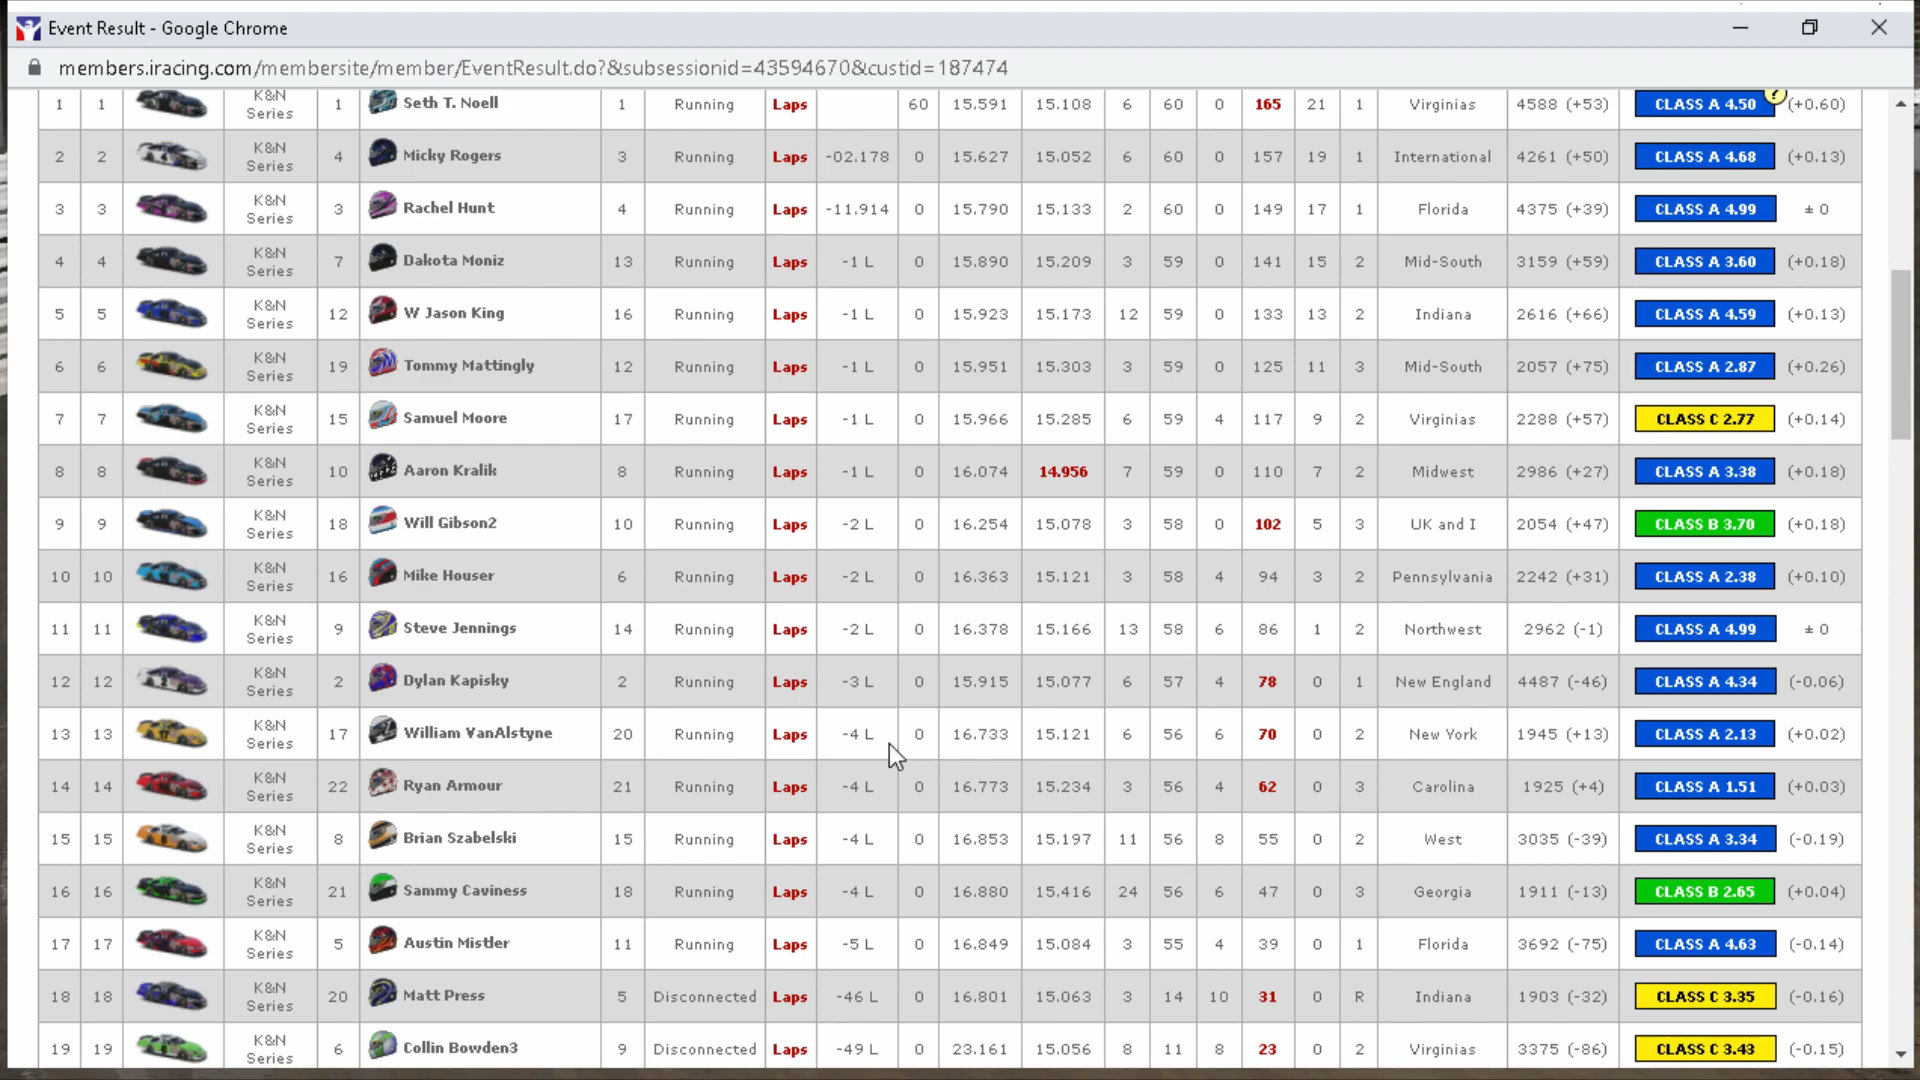 Event Result - Google Chrome
members.iracing.com/membersite/member/EventResult.do?&subsessionid=43594670&custid=187474
1 1 K&N Series 1 Seth T. Noell 1 Running Laps 60 15.591 15.108 6 60 0 165 21 1 Virginias 4588 (+53) CLASS A 4.50 ? (+0.60)
2 2 K&N Series 4 Micky Rogers 3 Running Laps -02.178 0 15.627 15.052 6 60 0 157 19 1 International 4261 (+50) CLASS A 4.68 (+0.13)
3 3 K&N Series 3 Rachel Hunt 4 Running Laps -11.914 0 15.790 15.133 2 60 0 149 17 1 Florida 4375 (+39) CLASS A 4.99 ± 0
4 4 K&N Series 7 Dakota Moniz 13 Running Laps -1 L 0 15.890 15.209 3 59 0 141 15 2 Mid-South 3159 (+59) CLASS A 3.60 (+0.18)
5 5 K&N Series 12 W Jason King 16 Running Laps -1 L 0 15.923 15.173 12 59 0 133 13 2 Indiana 2616 (+66) CLASS A 4.59 (+0.13)
6 6 K&N Series 19 Tommy Mattingly 12 Running Laps -1 L 0 15.951 15.303 3 59 0 125 11 3 Mid-South 2057 (+75) CLASS A 2.87 (+0.26)
7 7 K&N Series 15 Samuel Moore 17 Running Laps -1 L 0 15.966 15.285 6 59 4 117 9 2 Virginias 2288 (+57) CLASS C 2.77 (+0.14)
8 8 K&N Series 10 Aaron Kralik 8 Running Laps -1 L 0 16.074 14.956 7 59 0 110 7 2 Midwest 2986 (+27) CLASS A 3.38 (+0.18)
9 9 K&N Series 18 Will Gibson2 10 Running Laps -2 L 0 16.254 15.078 3 58 0 102 5 3 UK and I 2054 (+47) CLASS B 3.70 (+0.18)
10 10 K&N Series 16 Mike Houser 6 Running Laps -2 L 0 16.363 15.121 3 58 4 94 3 2 Pennsylvania 2242 (+31) CLASS A 2.38 (+0.10)
11 11 K&N Series 9 Steve Jennings 14 Running Laps -2 L 0 16.378 15.166 13 58 6 86 1 2 Northwest 2962 (-1) CLASS A 4.99 ± 0
12 12 K&N Series 2 Dylan Kapisky 2 Running Laps -3 L 0 15.915 15.077 6 57 4 78 0 1 New England 4487 (-46) CLASS A 4.34 (-0.06)
13 13 K&N Series 17 William VanAlstyne 20 Running Laps -4 L 0 16.733 15.121 6 56 6 70 0 2 New York 1945 (+13) CLASS A 2.13 (+0.02)
14 14 K&N Series 22 Ryan Armour 21 Running Laps -4 L 0 16.773 15.234 3 56 4 62 0 3 Carolina 1925 (+4) CLASS A 1.51 (+0.03)
15 15 K&N Series 8 Brian Szabelski 15 Running Laps -4 L 0 16.853 15.197 11 56 8 55 0 2 West 3035 (-39) CLASS A 3.34 (-0.19)
16 16 K&N Series 21 Sammy Caviness 18 Running Laps -4 L 0 16.880 15.416 24 56 6 47 0 3 Georgia 1911 (-13) CLASS B 2.65 (+0.04)
17 17 K&N Series 5 Austin Mistler 11 Running Laps -5 L 0 16.849 15.084 3 55 4 39 0 1 Florida 3692 (-75) CLASS A 4.63 (-0.14)
18 18 K&N Series 20 Matt Press 5 Disconnected Laps -46 L 0 16.801 15.063 3 14 10 31 0 R Indiana 1903 (-32) CLASS C 3.35 (-0.16)
19 19 K&N Series 6 Collin Bowden3 9 Disconnected Laps -49 L 0 23.161 15.056 8 11 8 23 0 2 Virginias 3375 (-86) CLASS C 3.43 (-0.15)